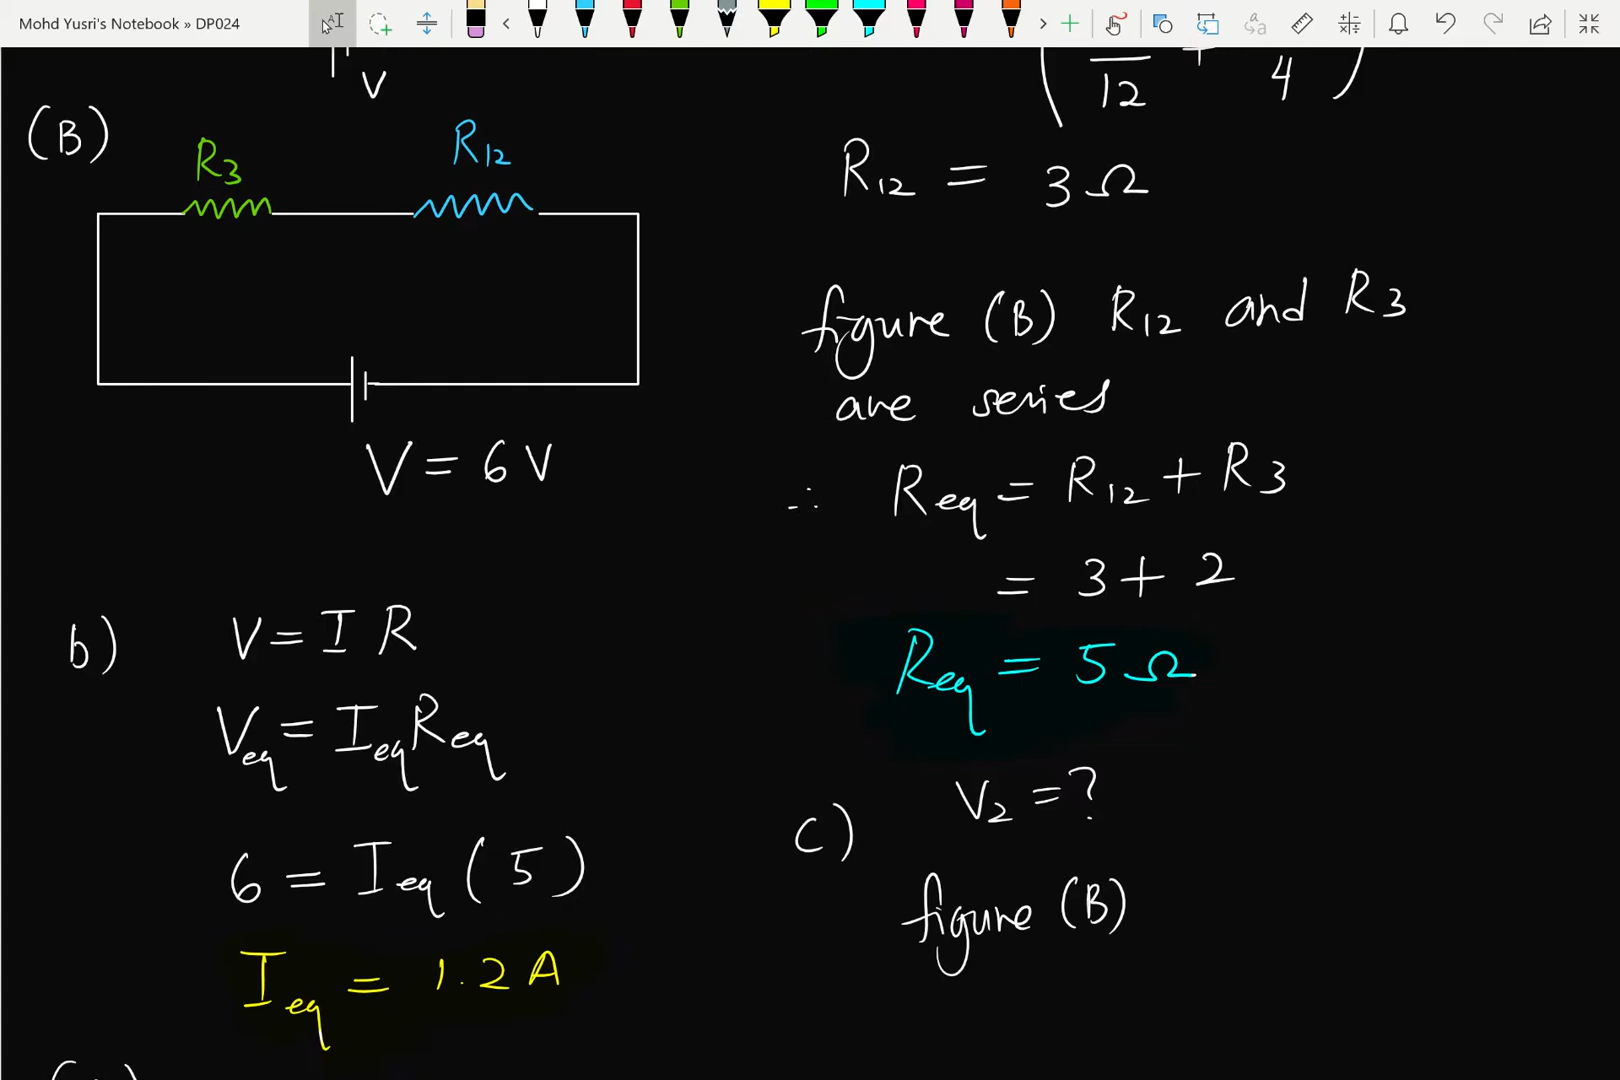 Mohd Yusri's Notebook » DP024
V
(B)
R3
R12
V = 6 V
b)
V = I R
Veq = Ieq Req
6 = Ieq (5)
Ieq = 1.2 A
12
4
R12 = 3 Ω
figure (B) R12 and R3
are series
∴ Req = R12 + R3
= 3 + 2
Req = 5 Ω
c)
V2 = ?
figure (B)